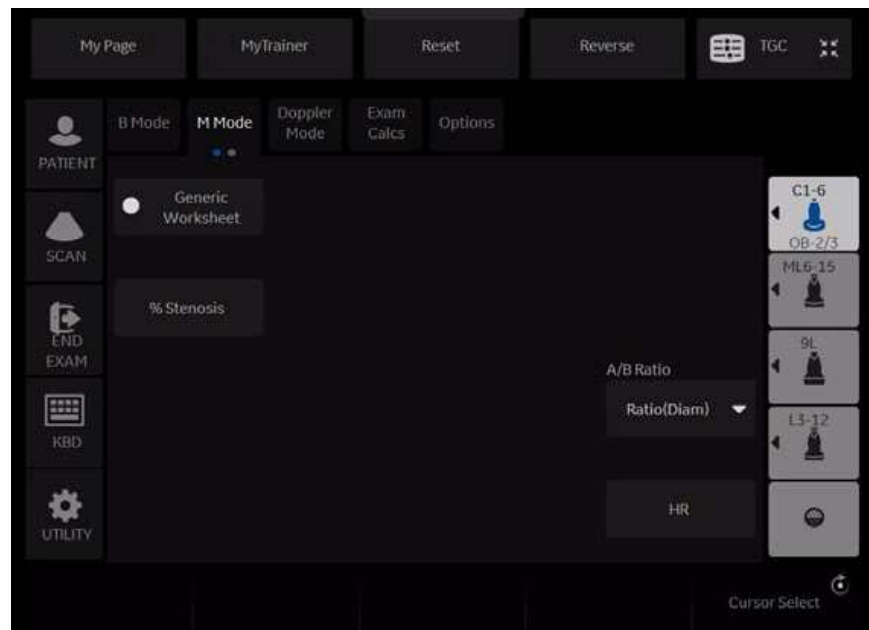 My Page
MyTrainer
Reset
Reverse
TGC
B Mode
M Mode
Doppler
Mode
Exam
Calcs
Options
PATIENT
SCAN
END
EXAM
KBD
UTILITY
Generic
Worksheet
% Stenosis
A/B Ratio
Ratio(Diam)
HR
C1-6
OB-2/3
ML6-15
9L
L3-12
Cursor Select